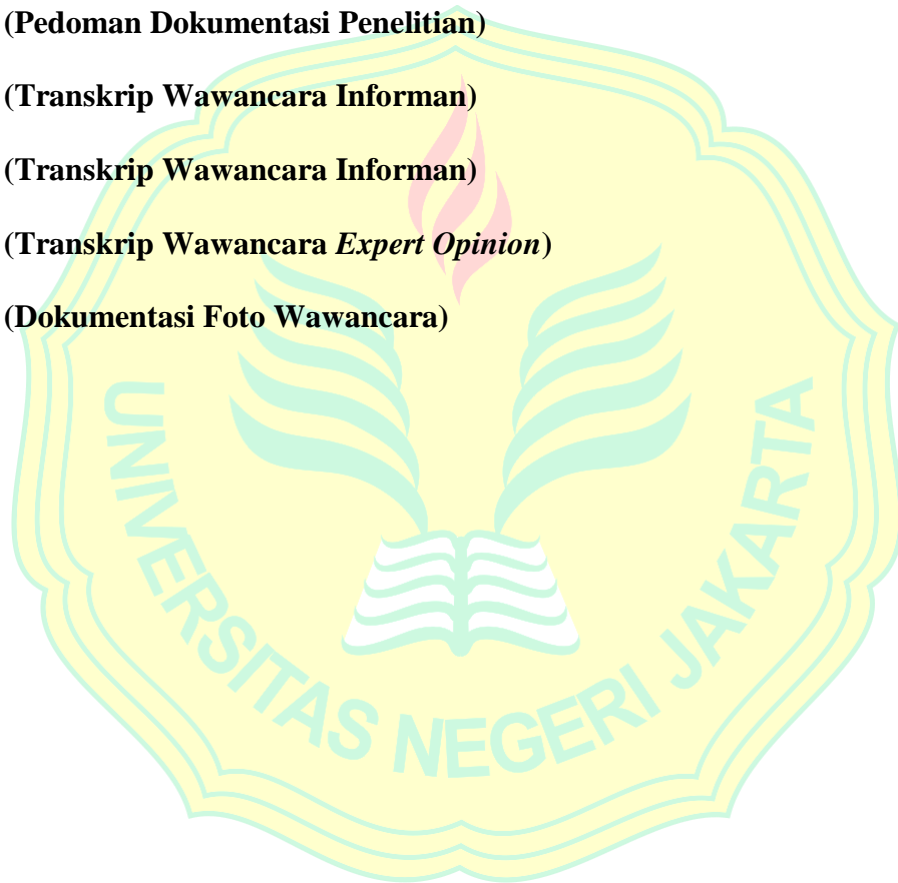 (Pedoman Dokumentasi Penelitian)
(Transkrip Wawancara Informan)
(Transkrip Wawancara Informan)
(Transkrip Wawancara Expert Opinion)
(Dokumentasi Foto Wawancara)
UNIVERSITAS NEGERI JAKARTA